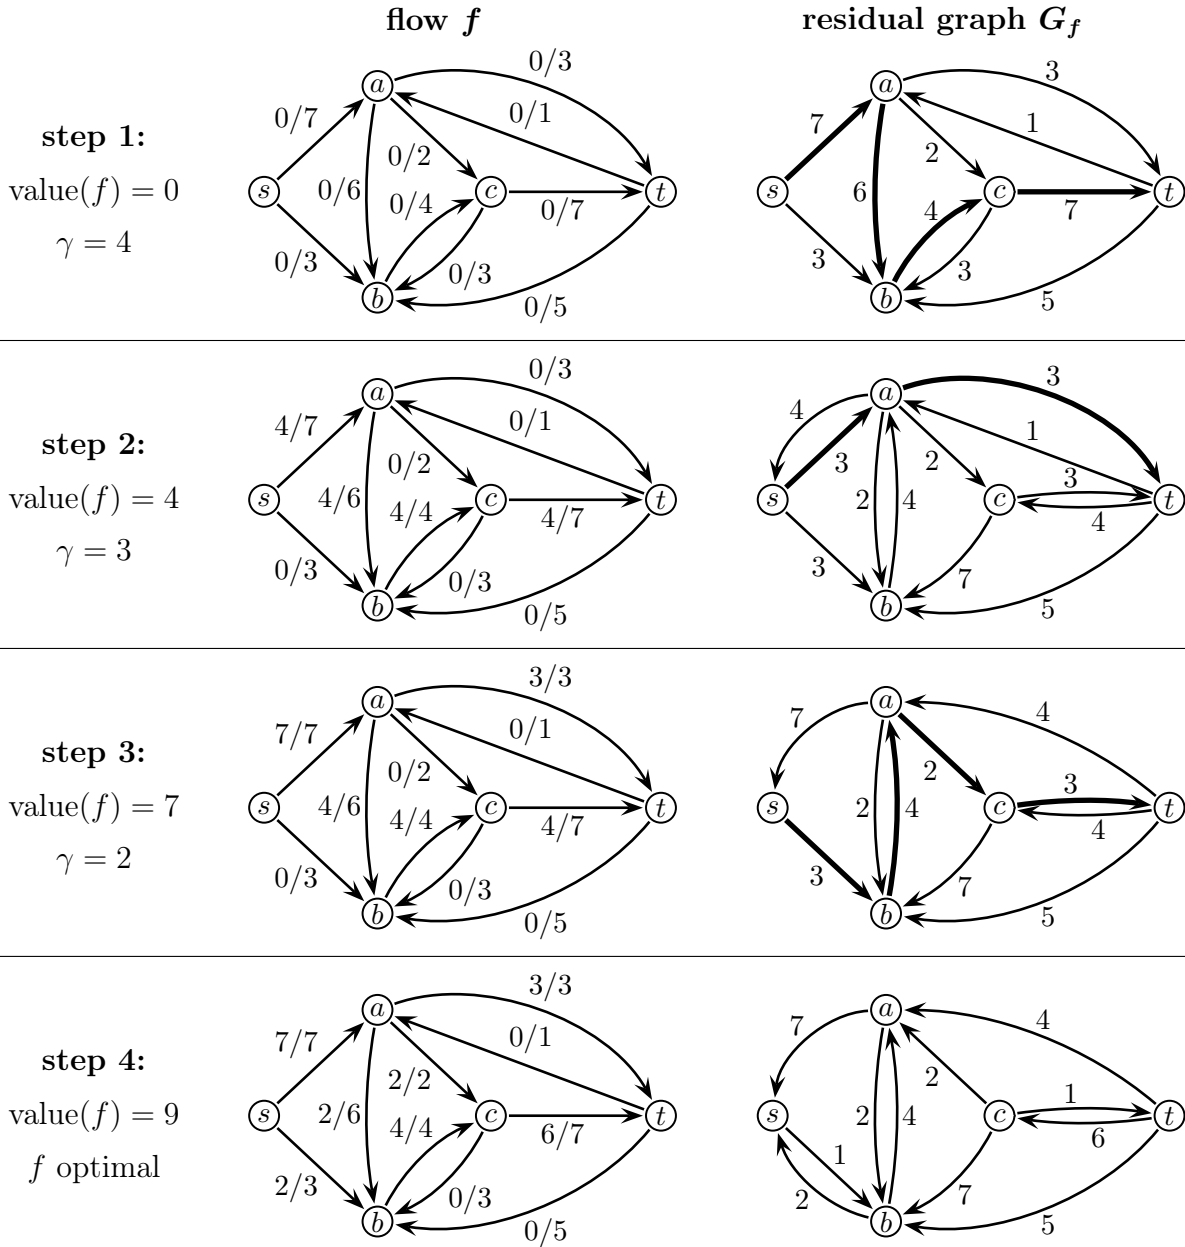 flow f
residual graph G_f
step 1:
value(f) = 0
γ = 4
0/3
a
0/7
0/1
0/2
s
0/6
0/4
c
t
0/7
0/3
0/3
b
0/5
3
a
7
1
2
s
6
4
c
t
7
3
3
b
5
step 2:
value(f) = 4
γ = 3
0/3
a
4/7
0/1
0/2
s
4/6
4/4
c
t
4/7
0/3
0/3
b
0/5
3
a
4
1
3
2
3
s
2
4
c
t
4
3
7
b
5
step 3:
value(f) = 7
γ = 2
3/3
a
7/7
0/1
0/2
s
4/6
4/4
c
t
4/7
0/3
0/3
b
0/5
a
7
4
2
3
s
2
4
c
t
4
3
7
b
5
step 4:
value(f) = 9
f optimal
3/3
a
7/7
0/1
2/2
s
2/6
4/4
c
t
6/7
2/3
0/3
b
0/5
a
7
4
2
1
s
2
4
c
t
6
1
2
7
b
5